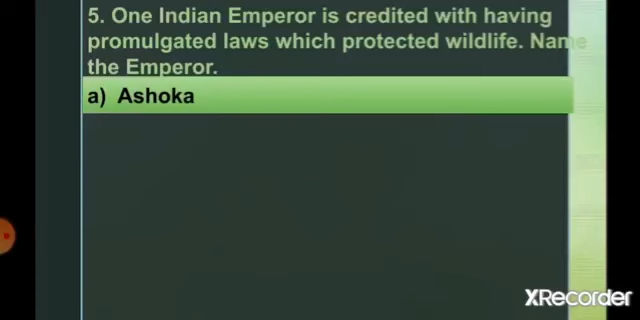 5. One Indian Emperor is credited with having
promulgated laws which protected wildlife. Name
the Emperor.
a) Ashoka
XRecorder